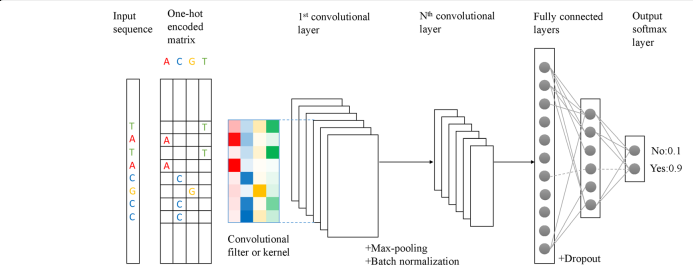 Input
sequence
One-hot
encoded
matrix
1st convolutional
layer
Nth convolutional
layer
Fully connected
layers
Output
softmax
layer
A C G T
T T
A A
T T
A A
C C
G G
C C
C C
No:0.1
Yes:0.9
Convolutional
filter or kernel
+Max-pooling
+Batch normalization
+Dropout